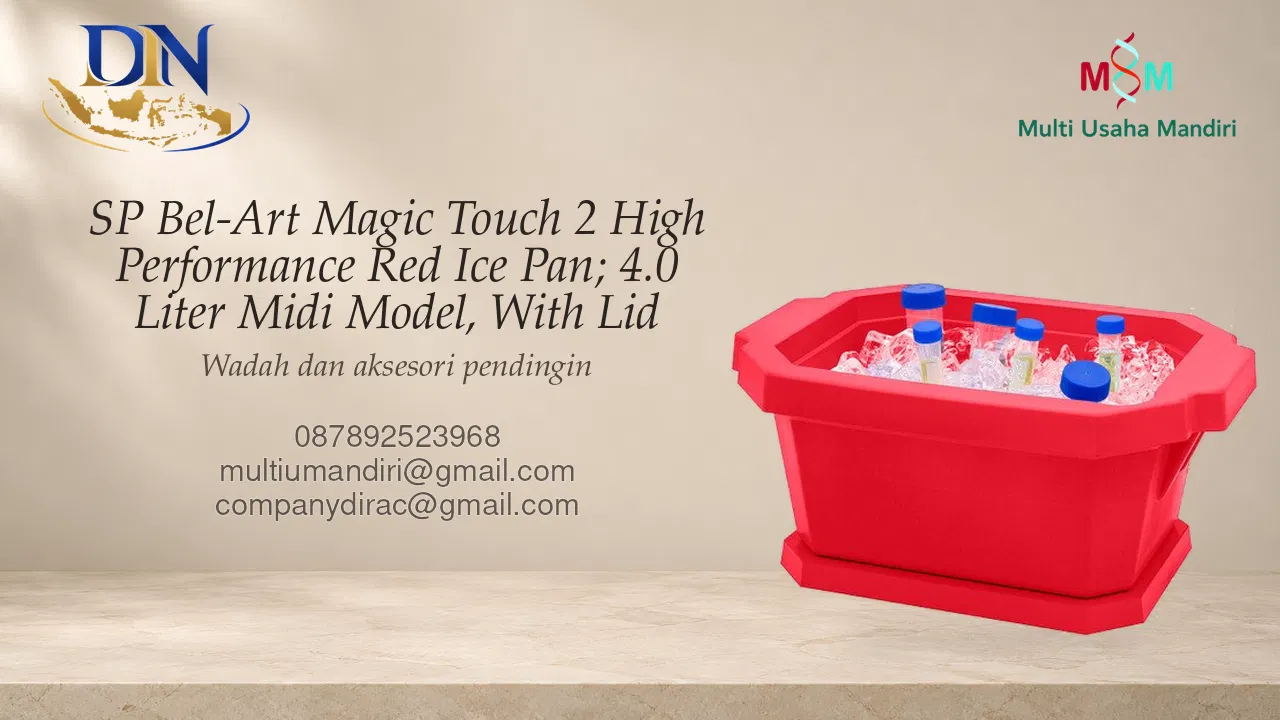 DIN
M M
Multi Usaha Mandiri
SP Bel-Art Magic Touch 2 High
Performance Red Ice Pan; 4.0
Liter Midi Model, With Lid
Wadah dan aksesori pendingin
087892523968
multiumandiri@gmail.com
companydirac@gmail.com